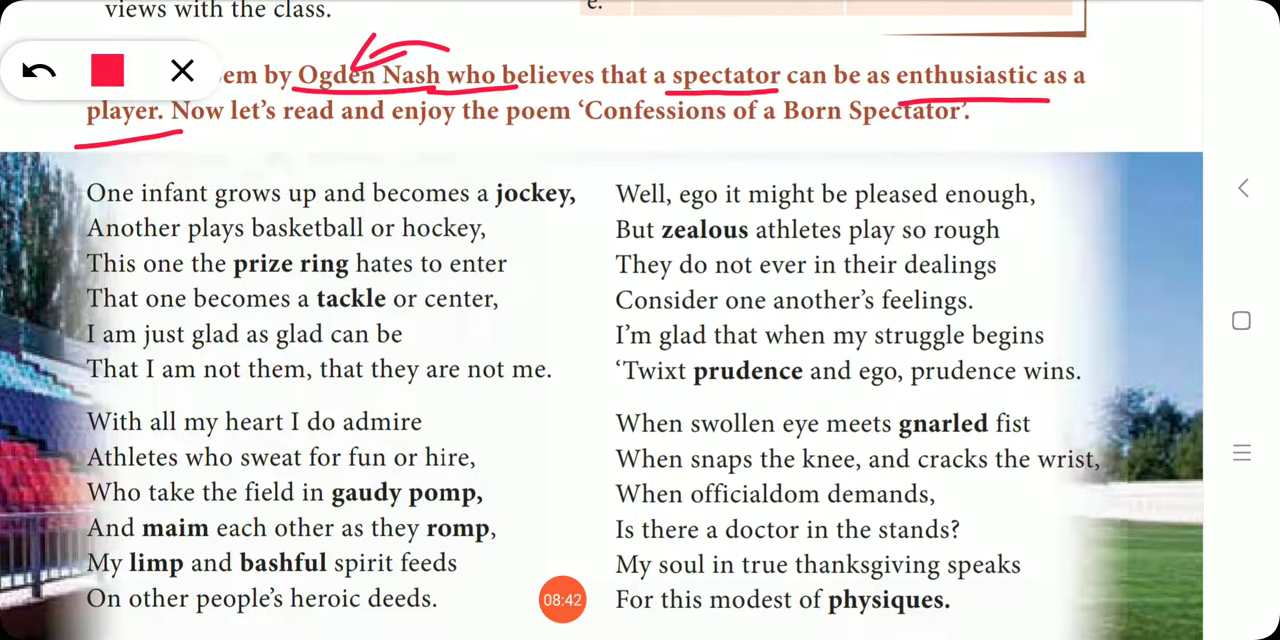 views with the class.
e.
em by Ogden Nash who believes that a spectator can be as enthusiastic as a
player. Now let's read and enjoy the poem ‘Confessions of a Born Spectator’.
One infant grows up and becomes a jockey,
Another plays basketball or hockey,
This one the prize ring hates to enter
That one becomes a tackle or center,
I am just glad as glad can be
That I am not them, that they are not me.
With all my heart I do admire
Athletes who sweat for fun or hire,
Who take the field in gaudy pomp,
And maim each other as they romp,
My limp and bashful spirit feeds
On other people’s heroic deeds.
Well, ego it might be pleased enough,
But zealous athletes play so rough
They do not ever in their dealings
Consider one another’s feelings.
I’m glad that when my struggle begins
‘Twixt prudence and ego, prudence wins.
When swollen eye meets gnarled fist
When snaps the knee, and cracks the wrist,
When officialdom demands,
Is there a doctor in the stands?
My soul in true thanksgiving speaks
For this modest of physiques.
08:42